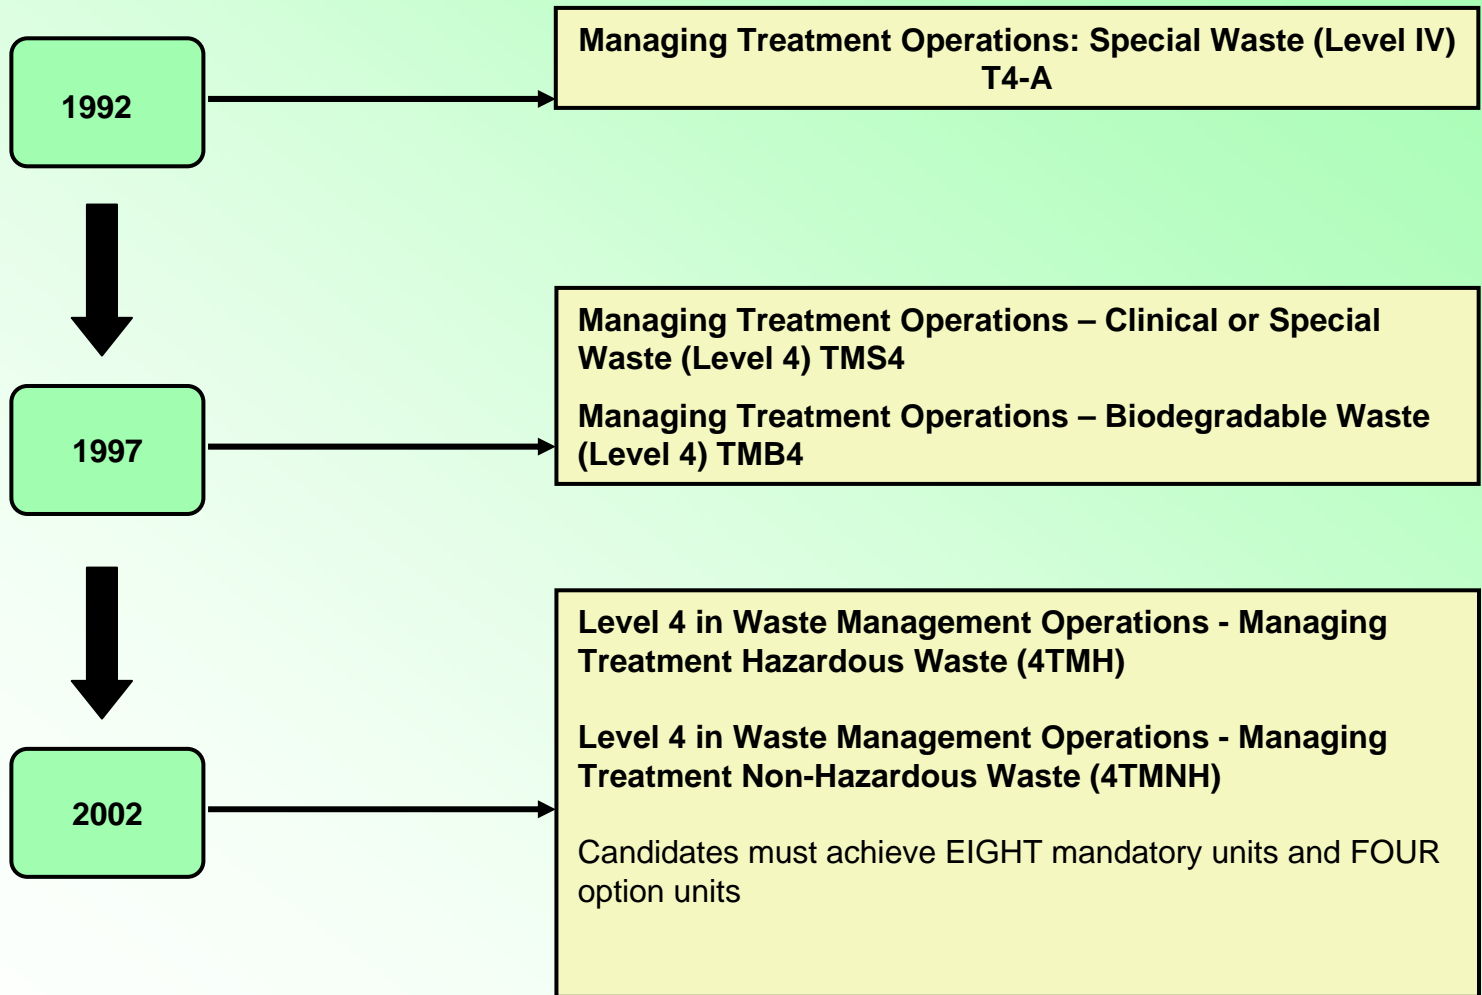 1992
Managing Treatment Operations: Special Waste (Level IV)
T4-A
1997
Managing Treatment Operations – Clinical or Special
Waste (Level 4) TMS4
Managing Treatment Operations – Biodegradable Waste
(Level 4) TMB4
2002
Level 4 in Waste Management Operations - Managing
Treatment Hazardous Waste (4TMH)
Level 4 in Waste Management Operations - Managing
Treatment Non-Hazardous Waste (4TMNH)
Candidates must achieve EIGHT mandatory units and FOUR
option units